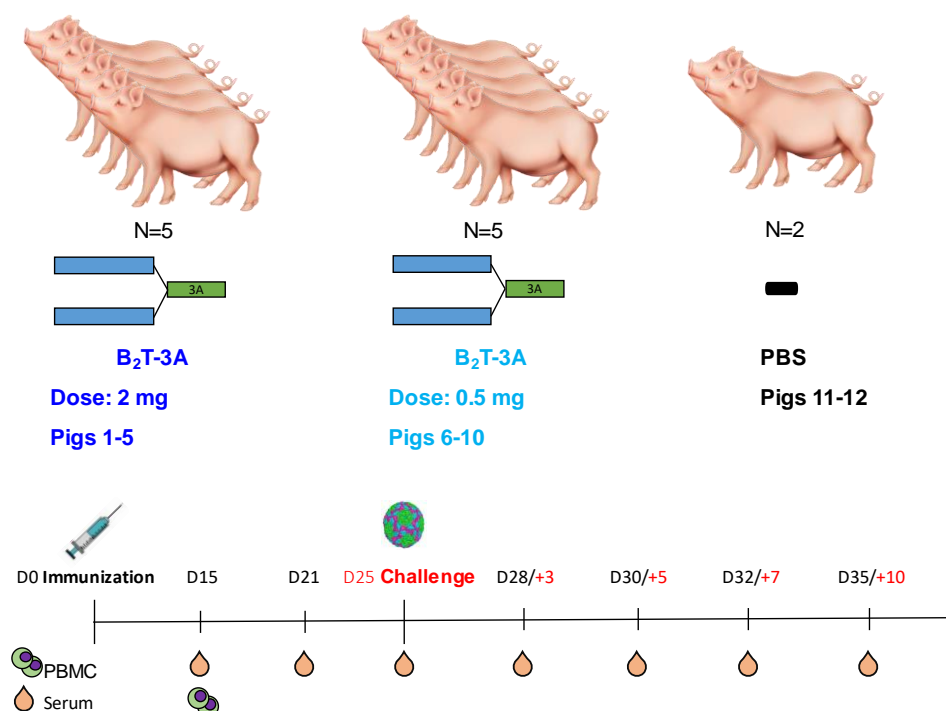 N=5 N=5 N=2
3A 3A
B₂T-3A B₂T-3A PBS
Dose: 2 mg Dose: 0.5 mg Pigs 11-12
Pigs 1-5 Pigs 6-10
D0 Immunization D15 D21 D25 Challenge D28/+3 D30/+5 D32/+7 D35/+10
PBMC
Serum